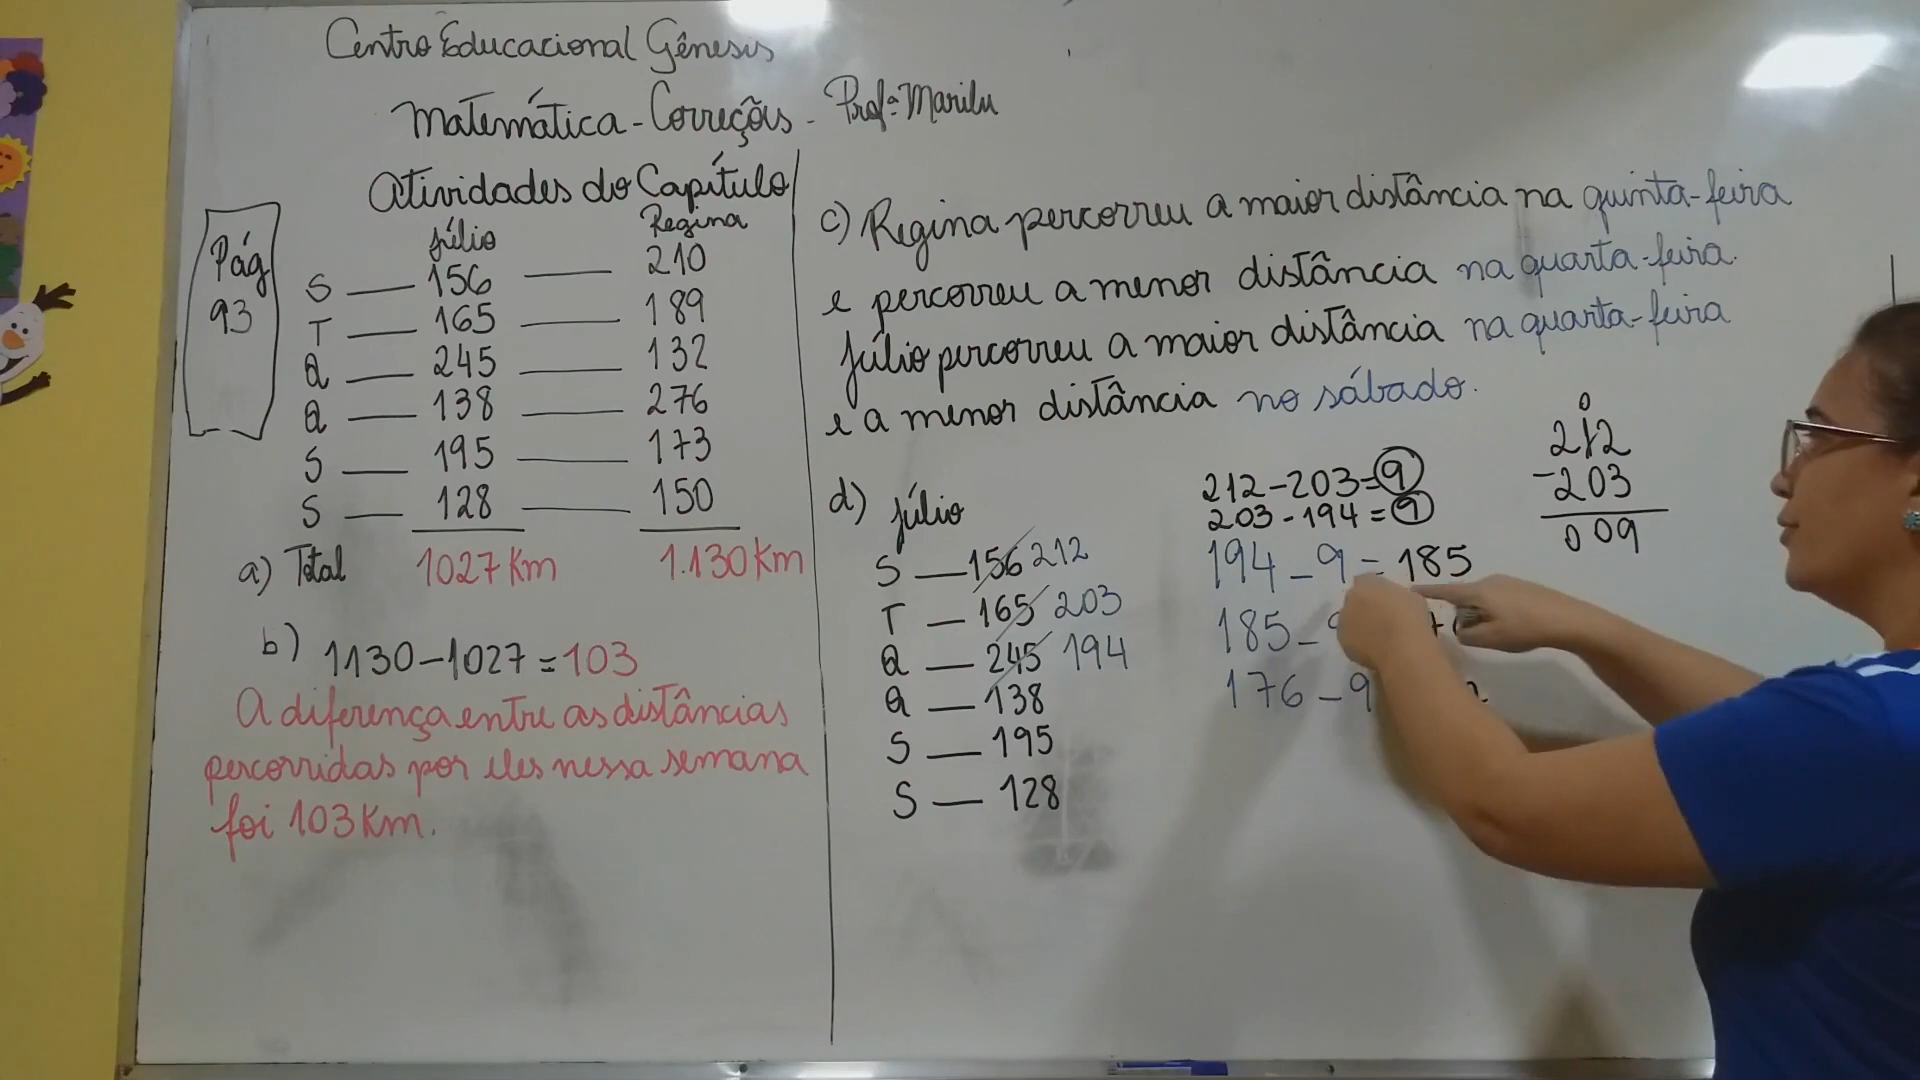 Centro Educacional Gênesis
Matemática - Correções - Profª Marilu
Atividades do Capítulo
Pág
93
Júlio Regina
S — 156 — 210
T — 165 — 189
Q — 245 — 132
Q — 138 — 276
S — 195 — 173
S — 128 — 150
a) Total 1027 Km 1.130 Km
b) 1130 - 1027 = 103
A diferença entre as distâncias
percorridas por eles nessa semana
foi 103 Km.
c) Regina percorreu a maior distância na quinta-feira
e percorreu a menor distância na quarta-feira.
Júlio percorreu a maior distância na quarta-feira
e a menor distância no sábado.
d) Júlio
S — 156 212
T — 165 203
Q — 245 194
Q — 138
S — 195
S — 128
212 - 203 = 9
203 - 194 = 9
194 - 9 = 185
185 -
176 - 9
0
212
- 203
009